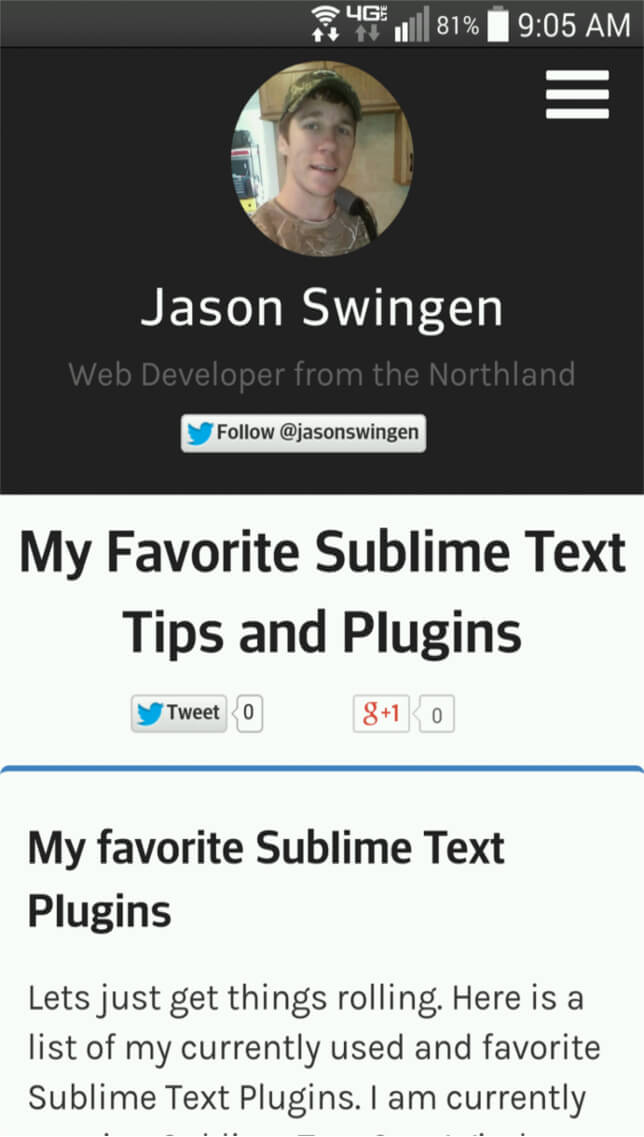 4G LTE 81% 9:05 AM
Jason Swingen
Web Developer from the Northland
Follow @jasonswingen
My Favorite Sublime Text
Tips and Plugins
Tweet 0 g+1 0
My favorite Sublime Text
Plugins
Lets just get things rolling. Here is a
list of my currently used and favorite
Sublime Text Plugins. I am currently